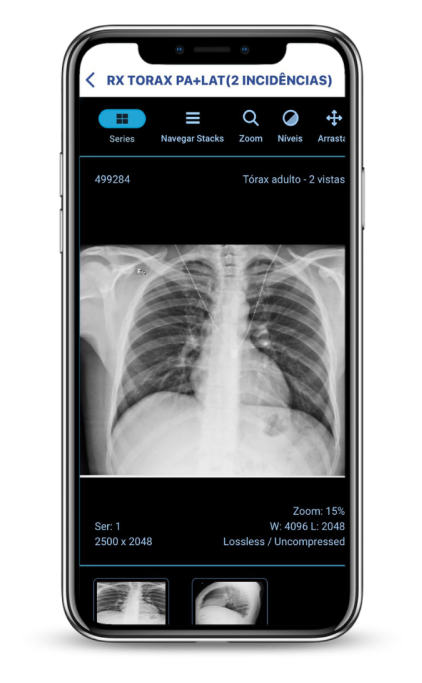 RX TORAX PA+LAT(2 INCIDÊNCIAS)
Series
Navegar Stacks
Zoom
Níveis
Arrasta
499284
Tórax adulto - 2 vistas
Zoom: 15%
Ser: 1
W: 4096 L: 2048
2500 x 2048
Lossless / Uncompressed